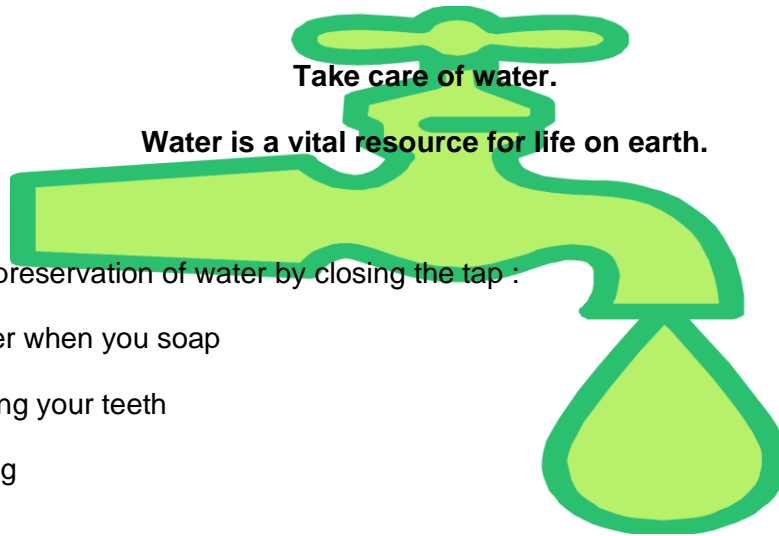 Take care of water.
Water is a vital resource for life on earth.
preservation of water by closing the tap :
er when you soap
ng your teeth
g